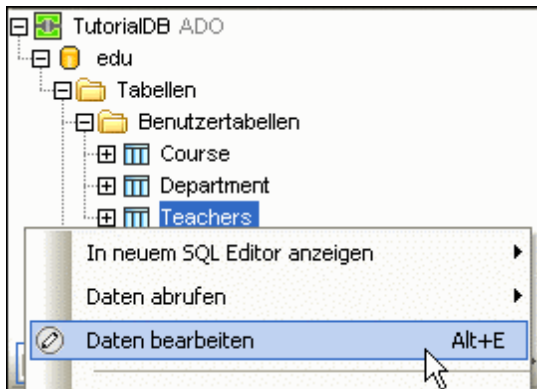 TutorialDB ADO
edu
Tabellen
Benutzertabellen
Course
Department
Teachers
In neuem SQL Editor anzeigen
Daten abrufen
Daten bearbeiten Alt+E